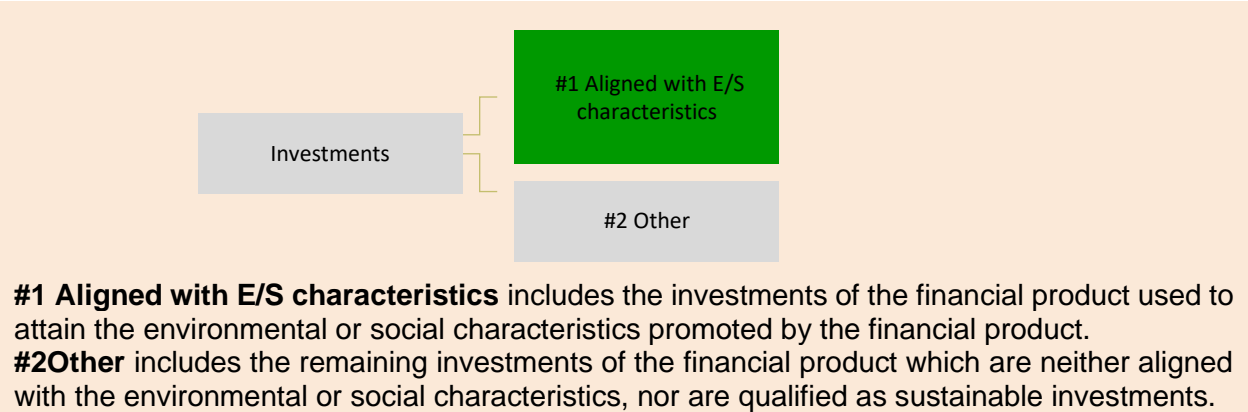 #1 Aligned with E/S
characteristics
Investments
#2 Other
#1 Aligned with E/S characteristics includes the investments of the financial product used to
attain the environmental or social characteristics promoted by the financial product.
#2Other includes the remaining investments of the financial product which are neither aligned
with the environmental or social characteristics, nor are qualified as sustainable investments.